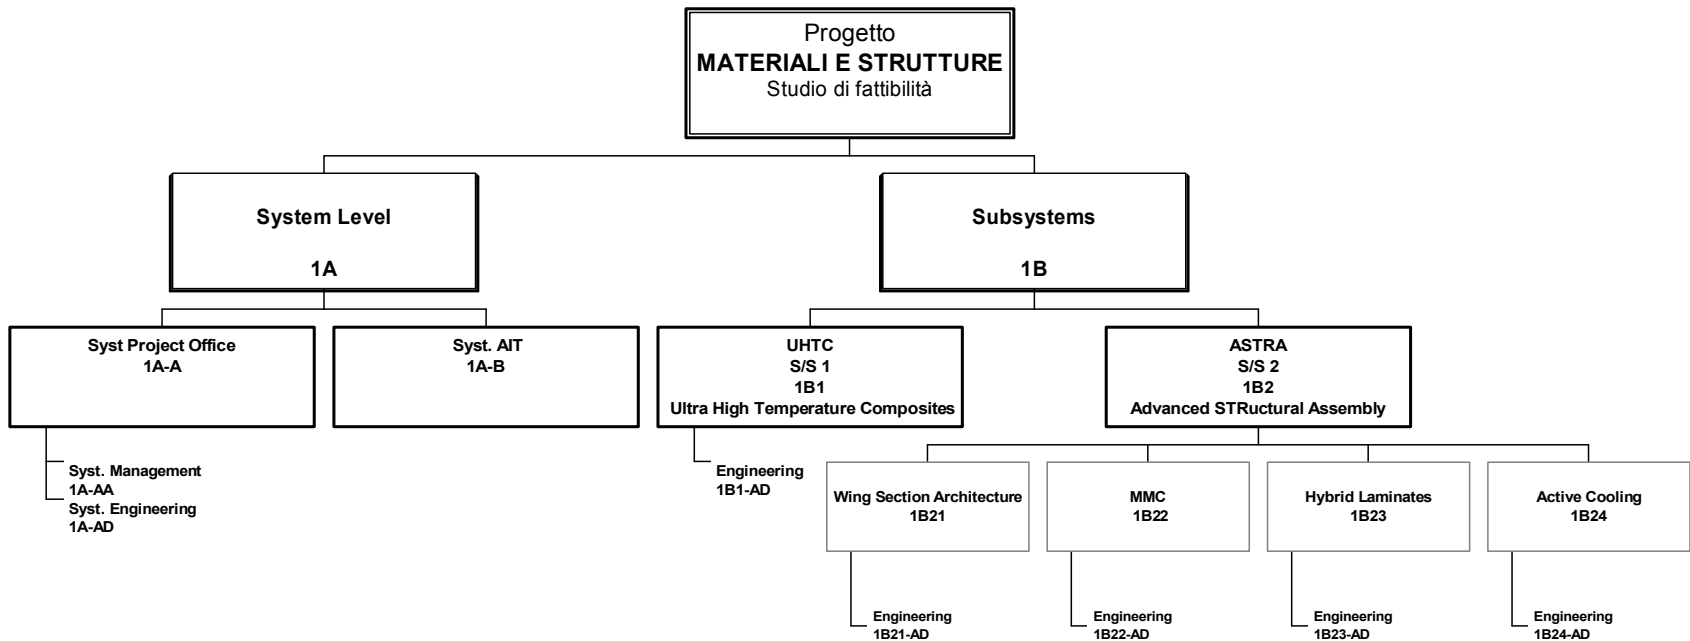 Progetto
MATERIALI E STRUTTURE
Studio di fattibilità
System Level
1A
Subsystems
1B
Syst Project Office
1A-A
Syst. AIT
1A-B
UHTC
S/S 1
1B1
Ultra High Temperature Composites
ASTRA
S/S 2
1B2
Advanced STRuctural Assembly
Syst. Management
1A-AA
Syst. Engineering
1A-AD
Engineering
1B1-AD
Wing Section Architecture
1B21
MMC
1B22
Hybrid Laminates
1B23
Active Cooling
1B24
Engineering
1B21-AD
Engineering
1B22-AD
Engineering
1B23-AD
Engineering
1B24-AD